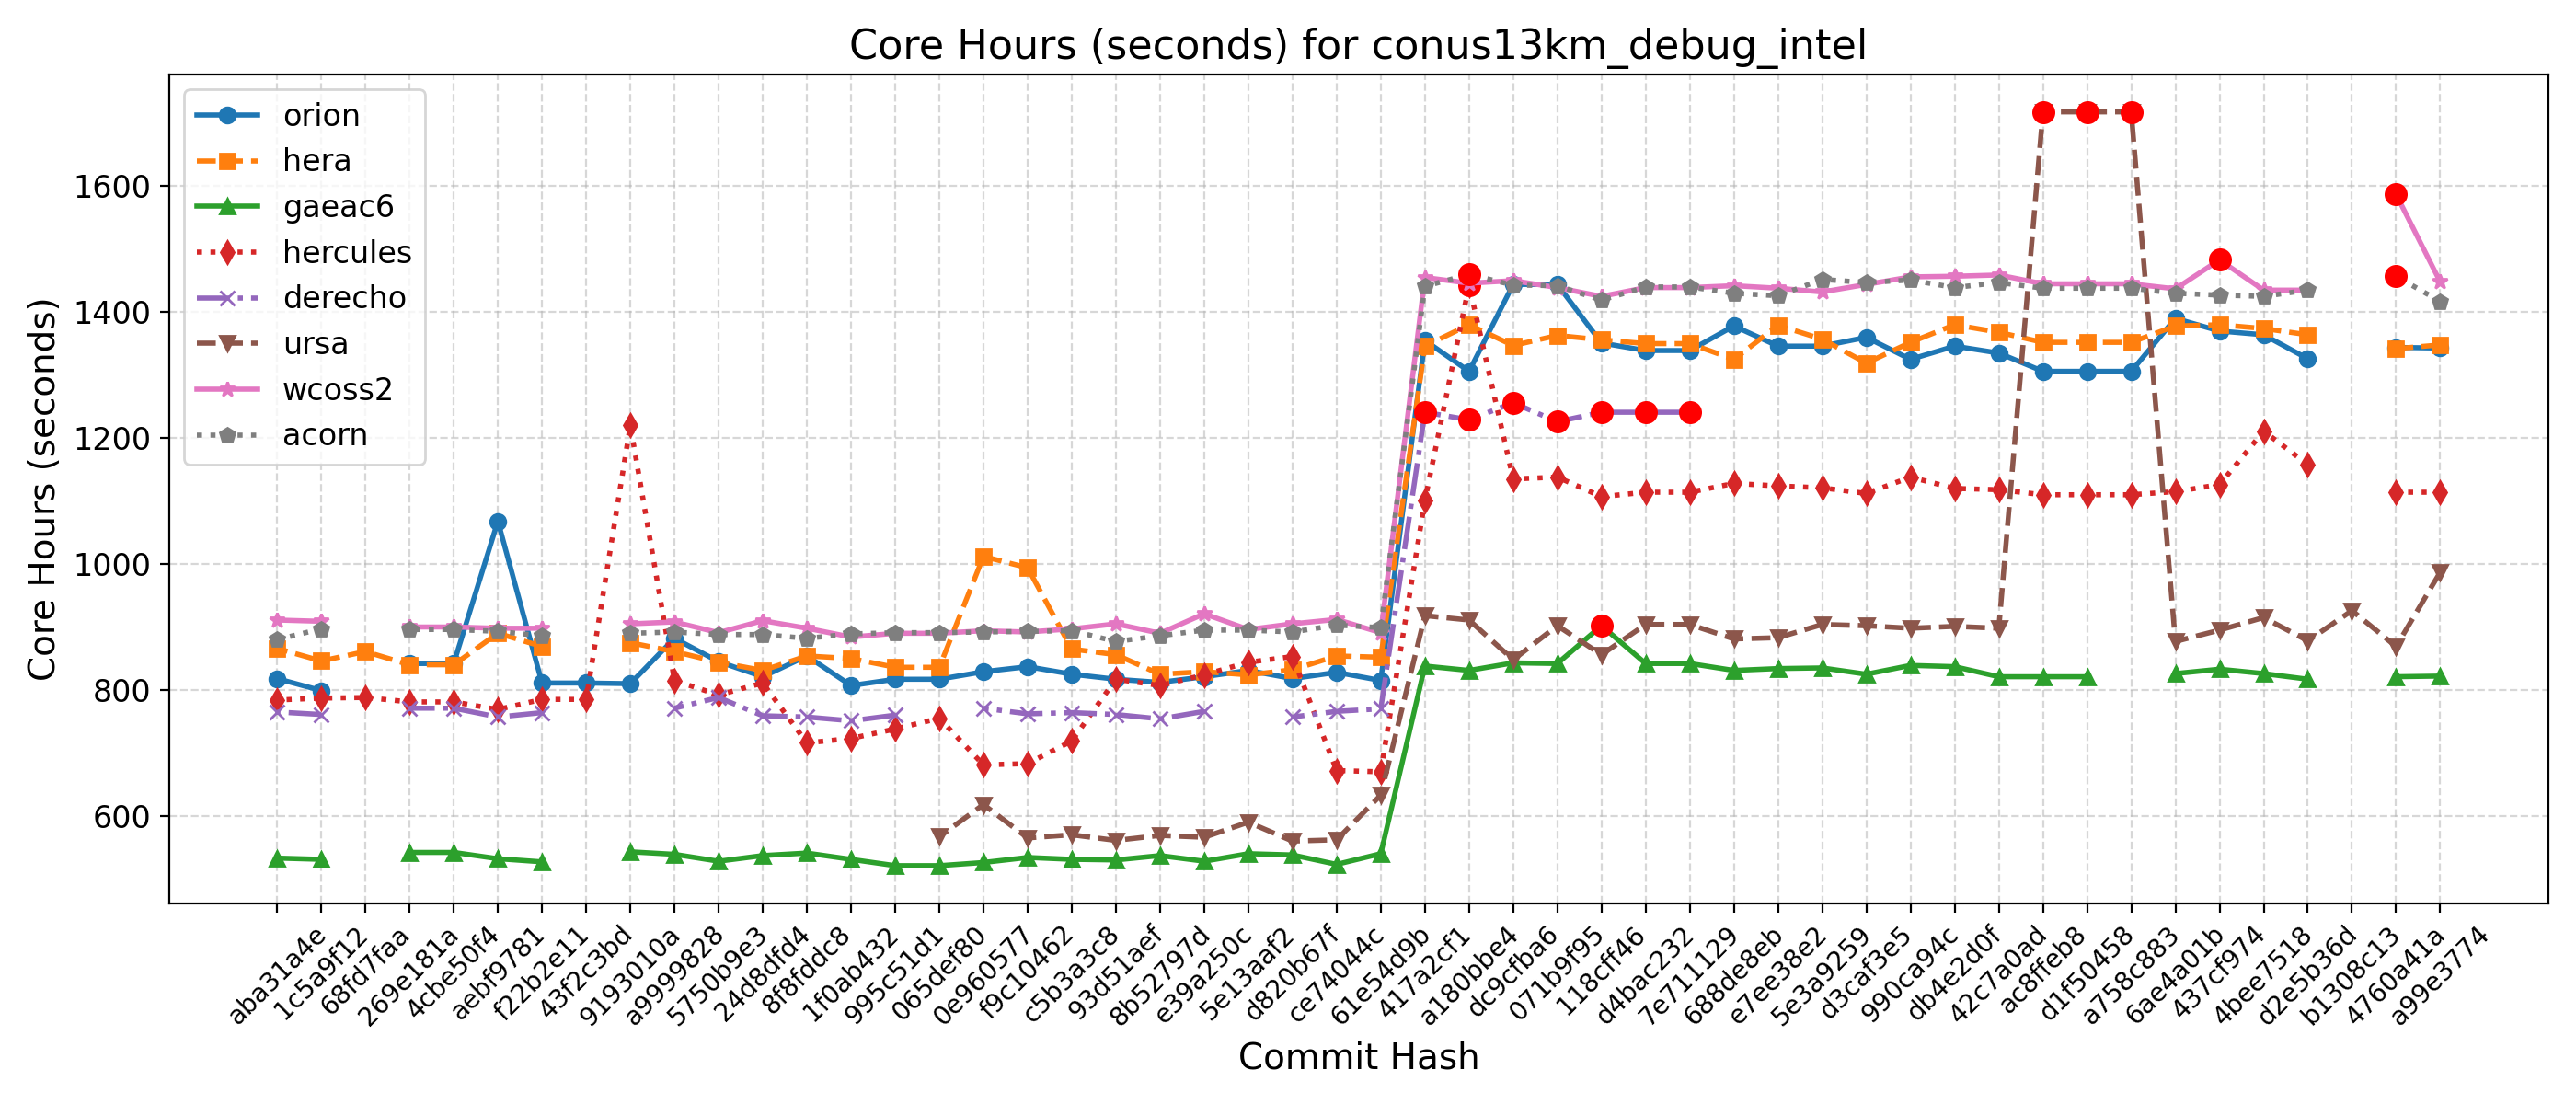 Core Hours (seconds) for conus13km_debug_intel
Core Hours (seconds)
1600
1400
1200
1000
800
600
orion
hera
gaeac6
hercules
derecho
ursa
wcoss2
acorn
aba31a4e
1c5a9f12
68fd7faa
269e181a
4cbe50f4
aebf9781
f22b2e11
43f2c3bd
9193010a
a9999828
5750b9e3
24d8dfd4
8f8fddc8
1f0ab432
995c51d1
065def80
0e960577
f9c10462
c5b3a3c8
93d51aef
8b52797d
e39a250c
5e13aaf2
d820b67f
ce74044c
61e54d9b
417a2cf1
a180bbe4
dc9cfba6
071b9f95
118cff46
d4bac232
7e711129
688de8eb
e7ee38e2
5e3a9259
d3caf3e5
990ca94c
db4e2d0f
42c7a0ad
ac8ffeb8
d1f50458
a758c883
6ae4a01b
437cf974
4bee7518
d2e5b36d
b1308c13
4760a41a
a99e3774
Commit Hash